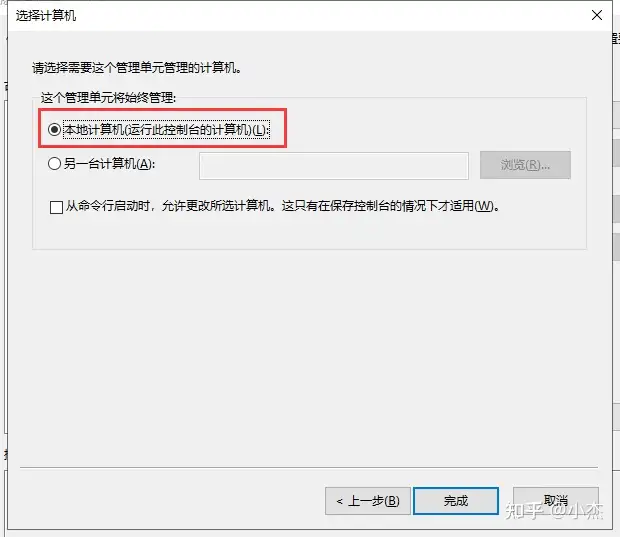 选择计算机
请选择需要这个管理单元管理的计算机。
这个管理单元将始终管理:
本地计算机(运行此控制台的计算机)(L):
另一台计算机(A):
浏览(R)...
从命令行启动时，允许更改所选计算机。这只有在保存控制台的情况下才适用(W)。
< 上一步(B)
完成
取消
知乎 @小杰